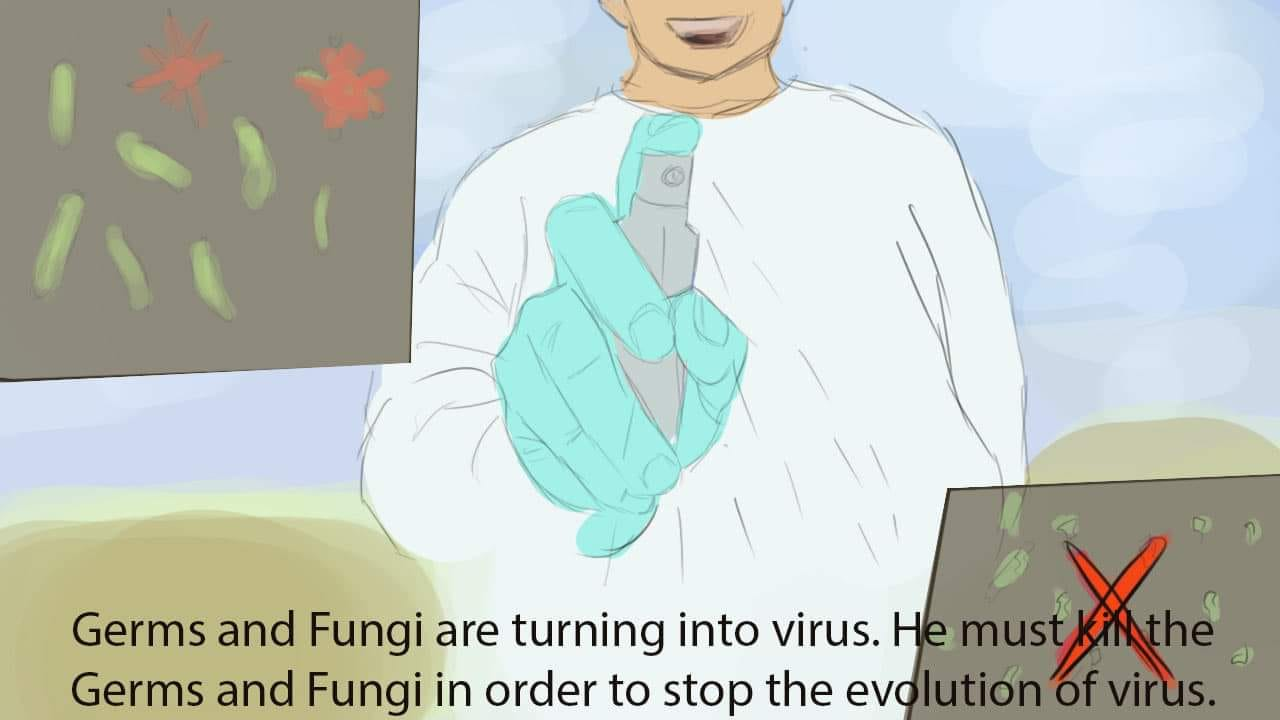 Germs and Fungi are turning into virus. He must kill the
Germs and Fungi in order to stop the evolution of virus.